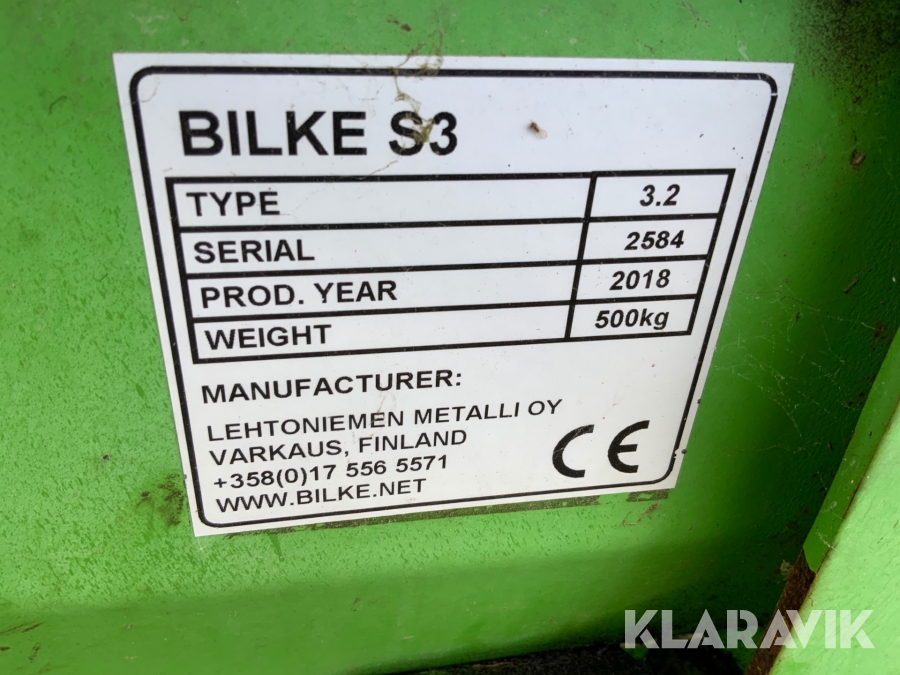 BILKE S3
TYPE 3.2
SERIAL 2584
PROD. YEAR 2018
WEIGHT 500kg
MANUFACTURER:
LEHTONIEMEN METALLI OY
VARKAUS, FINLAND
+358(0)17 556 5571
WWW.BILKE.NET
CE
KLARAVIK